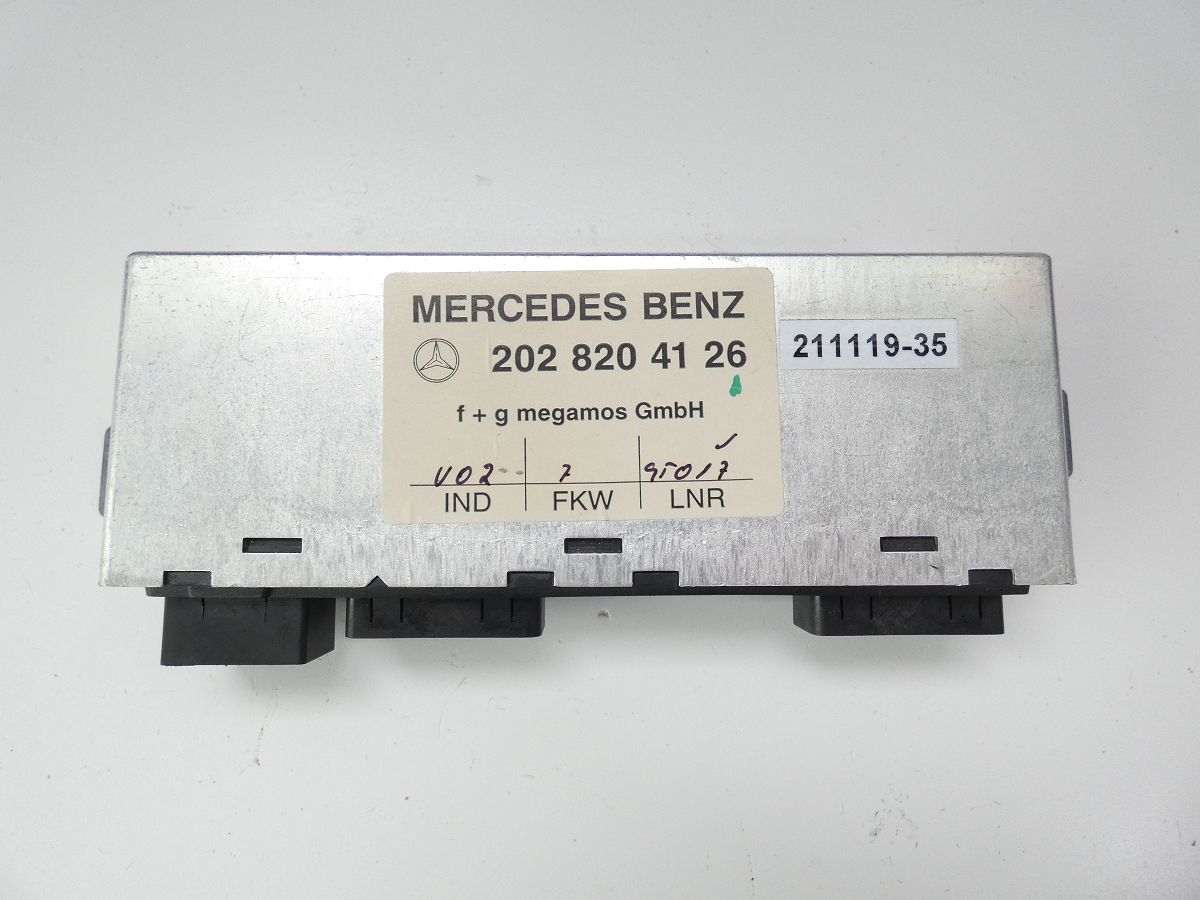 MERCEDES BENZ
202 820 41 26
211119-35
f + g megamos GmbH
V02 7 95017
IND FKW LNR